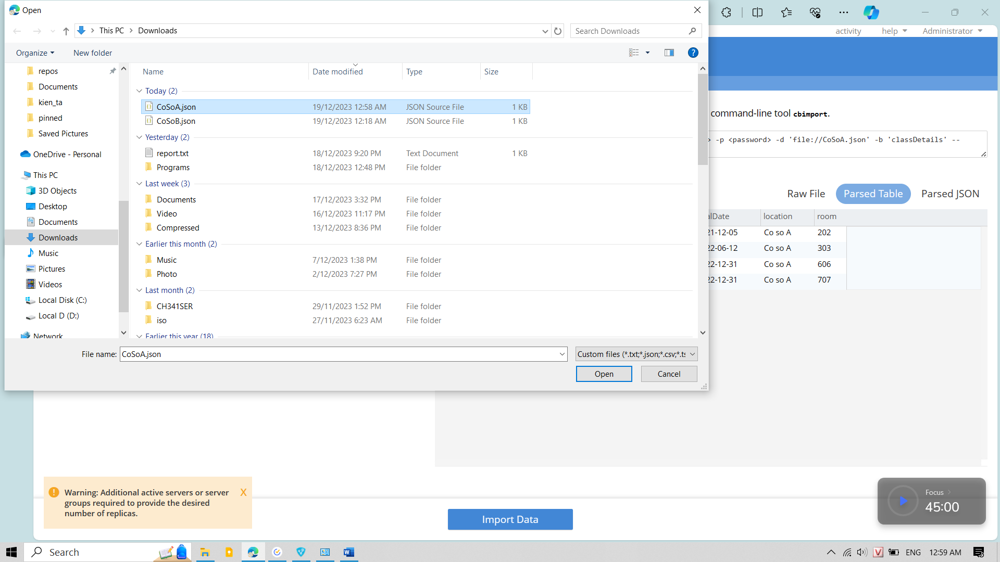 Open
This PC
Downloads
Search Downloads
activity
help
Administrator
Organize
New folder
Name
Date modified
Type
Size
repos
Documents
kien_ta
pinned
Saved Pictures
OneDrive - Personal
This PC
3D Objects
Desktop
Documents
Downloads
Music
Pictures
Videos
Local Disk (C:)
Local D (D:)
Network
Today (2)
CoSoA.json 19/12/2023 12:58 AM JSON Source File 1 KB
CoSoB.json 19/12/2023 12:18 AM JSON Source File 1 KB
Yesterday (2)
report.txt 18/12/2023 9:20 PM Text Document 1 KB
Programs 18/12/2023 12:48 PM File folder
Last week (3)
Documents 17/12/2023 3:32 PM File folder
Video 16/12/2023 11:17 PM File folder
Compressed 13/12/2023 8:36 PM File folder
Earlier this month (2)
Music 7/12/2023 1:38 PM File folder
Photo 2/12/2023 7:27 PM File folder
Last month (2)
CH341SER 29/11/2023 1:52 PM File folder
iso 27/11/2023 6:23 AM File folder
Earlier this year (18)
File name: CoSoA.json
Custom files (*.txt;*.json;*.csv;*.ts
Open
Cancel
command-line tool cbimport.
> -p <password> -d 'file://CoSoA.json' -b 'classDetails' --
Raw File
Parsed Table
Parsed JSON
lDate location room
21-12-05 Co so A 202
22-06-12 Co so A 303
22-12-31 Co so A 606
22-12-31 Co so A 707
Warning: Additional active servers or server
groups required to provide the desired
number of replicas.
X
Import Data
Focus
45:00
Search
V
ENG
12:59 AM